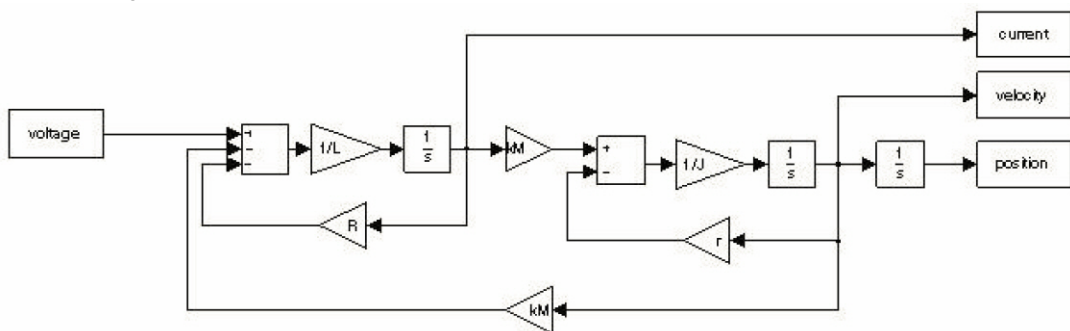 current
velocity
voltage
+
−
−
1/L
1
s
kM
+
−
1/J
1
s
1
s
position
R
r
kM